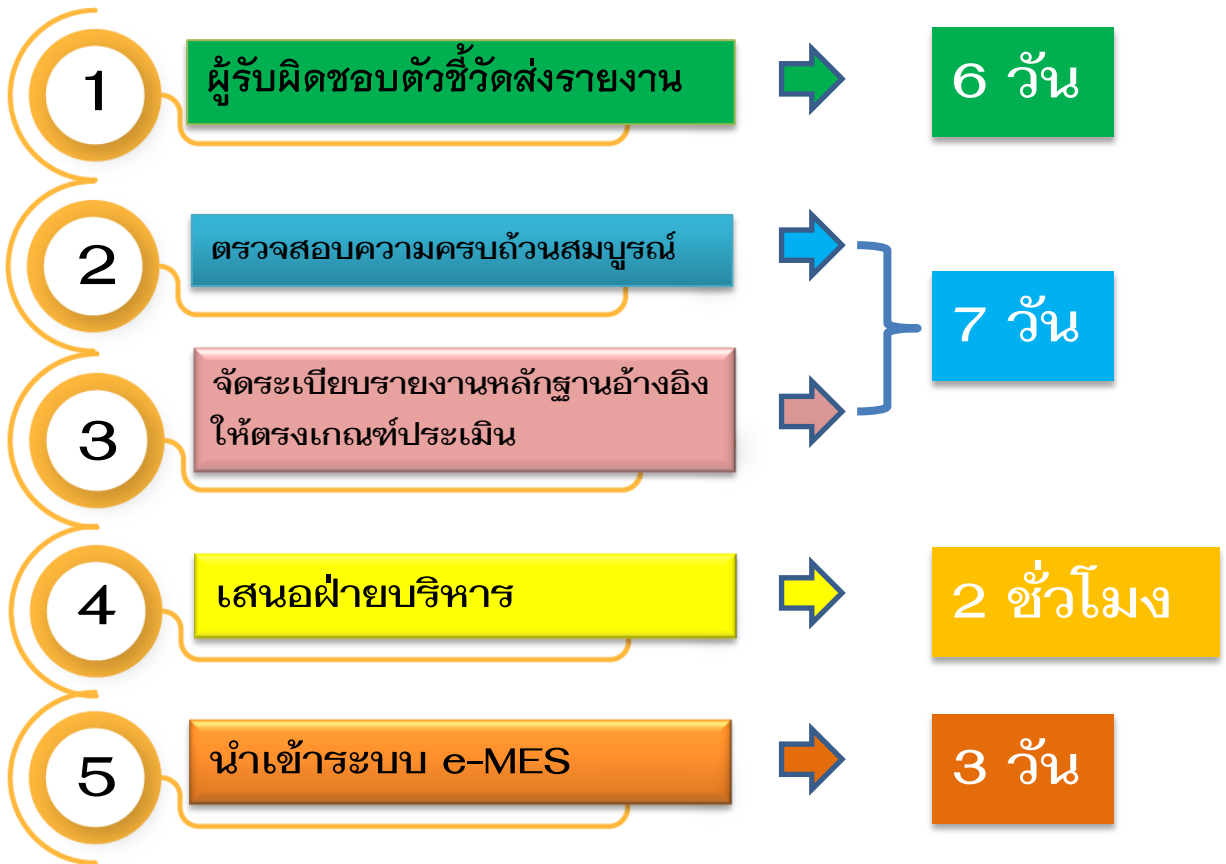 1
ผู้รับผิดชอบตัวชี้วัดส่งรายงาน
6 วัน
2
ตรวจสอบความครบถ้วนสมบูรณ์
7 วัน
3
จัดระเบียบรายงานหลักฐานอ้างอิง
ให้ตรงเกณฑ์ประเมิน
4
เสนอฝ่ายบริหาร
2 ชั่วโมง
5
นำเข้าระบบ e-MES
3 วัน